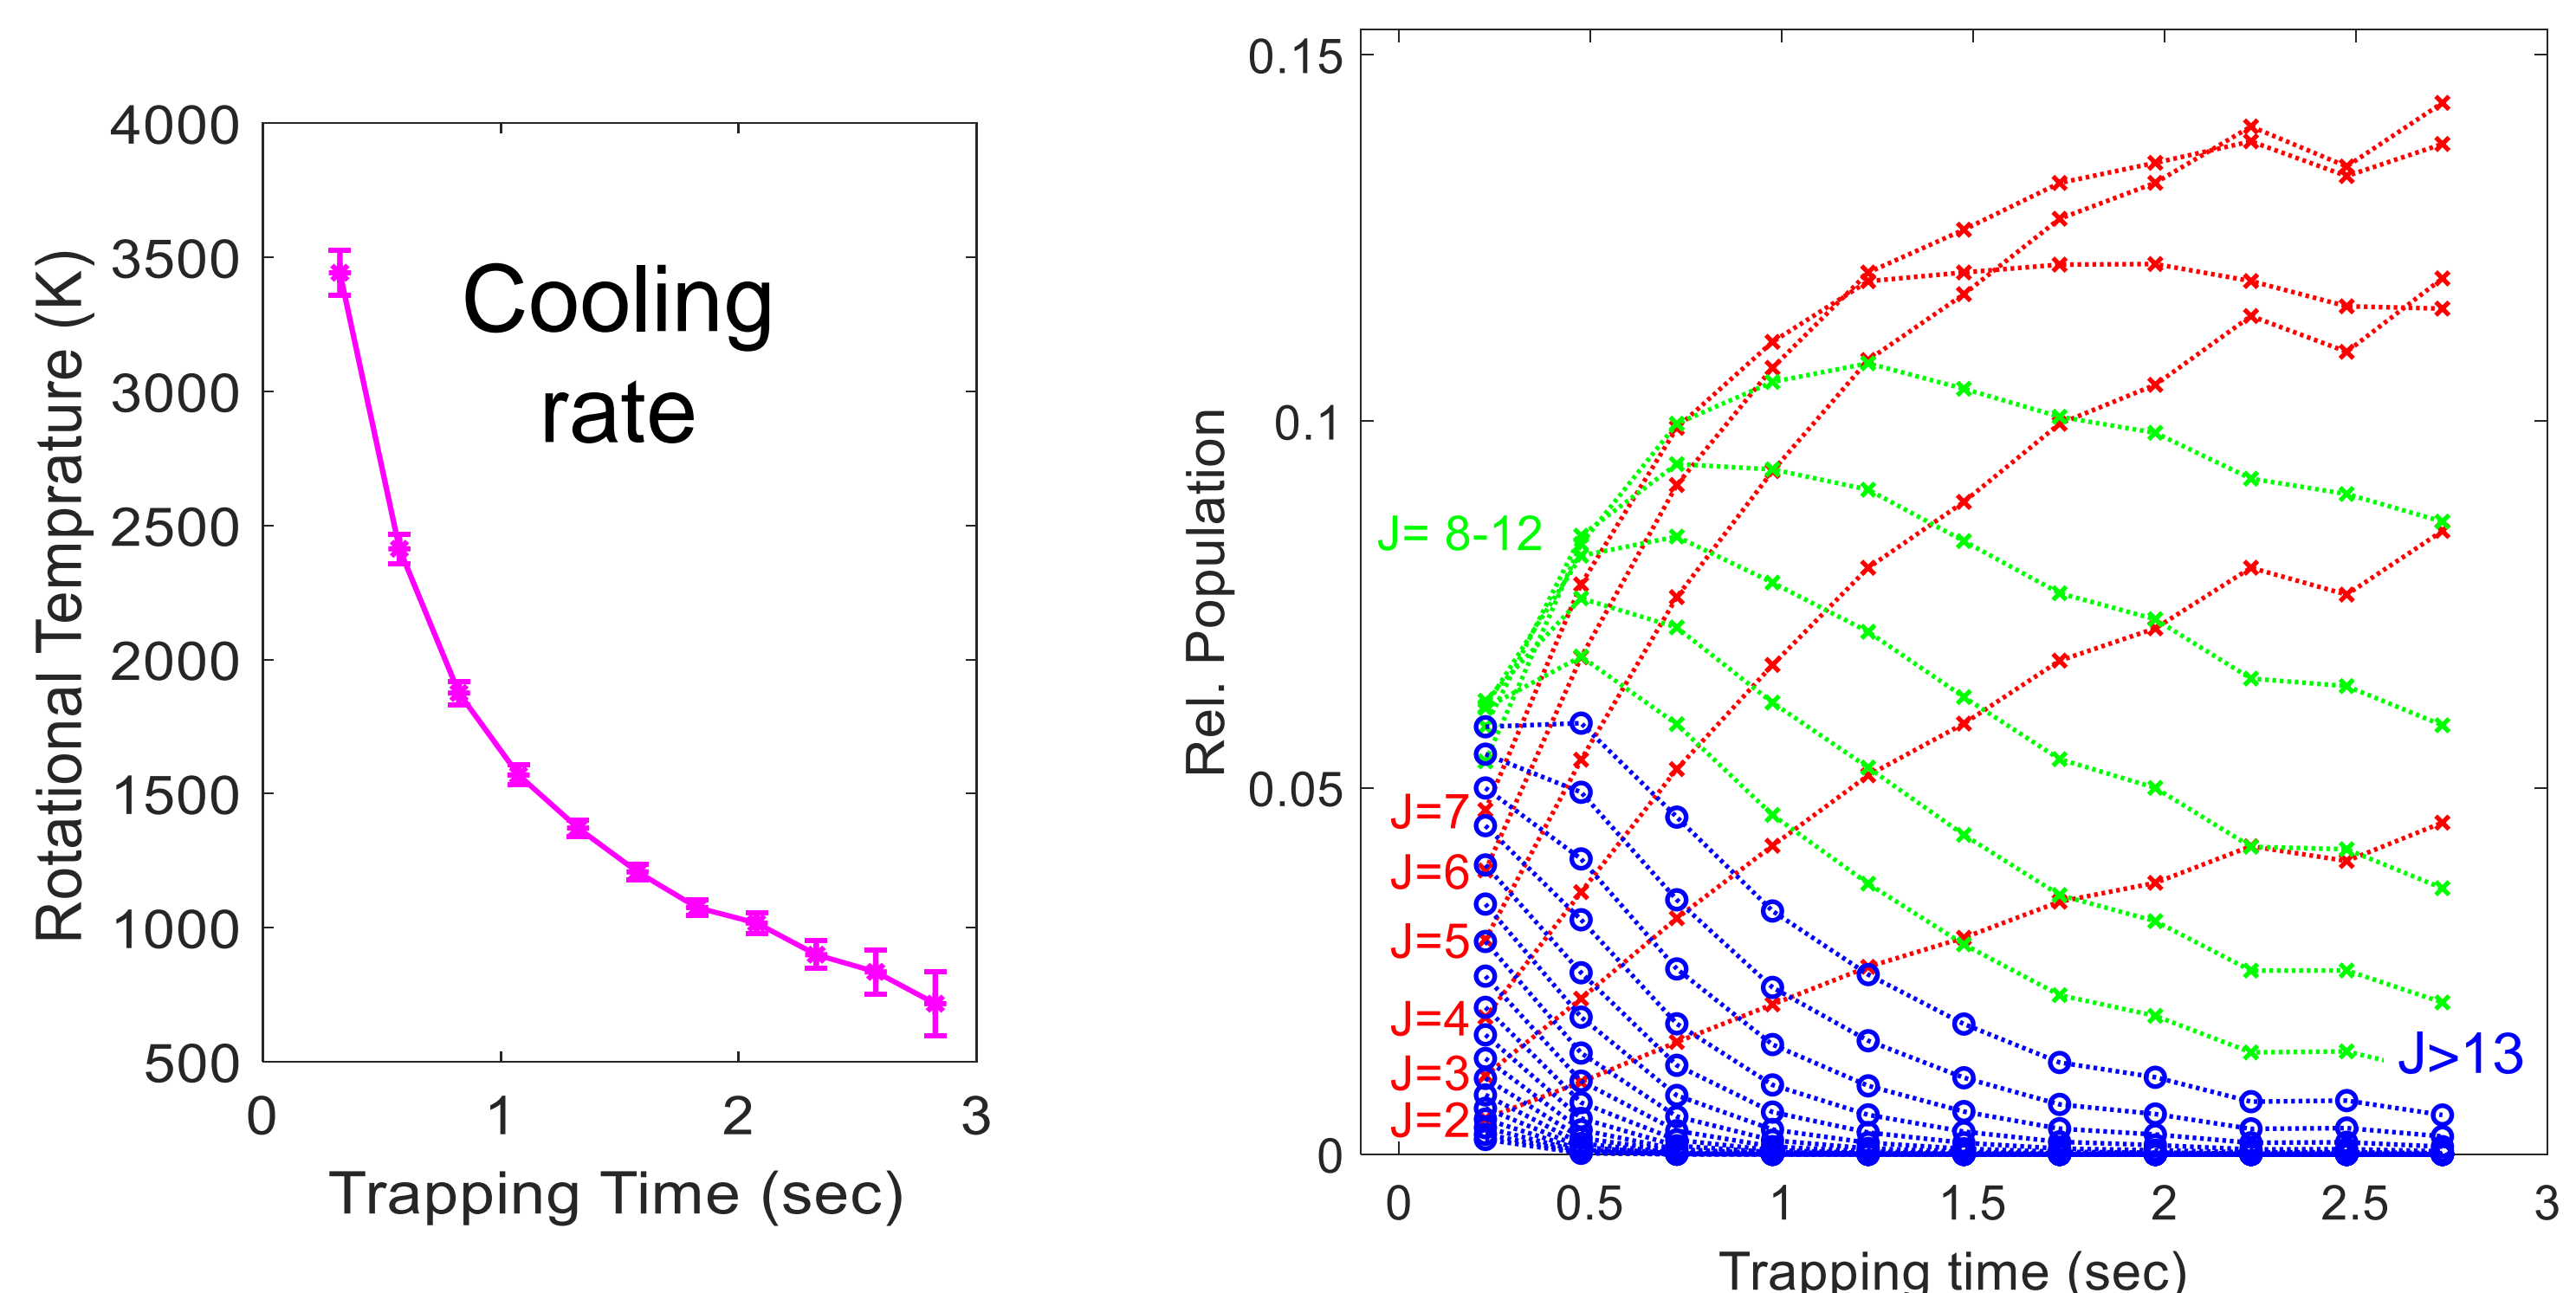 4000
3500
3000
2500
2000
1500
1000
500
0
1
2
3
Rotational Temprature (K)
Trapping Time (sec)
Cooling
rate
0.15
0.1
0.05
0
0
0.5
1
1.5
2
2.5
3
Rel. Population
Trapping time (sec)
J= 8-12
J=7
J=6
J=5
J=4
J=3
J=2
J>13